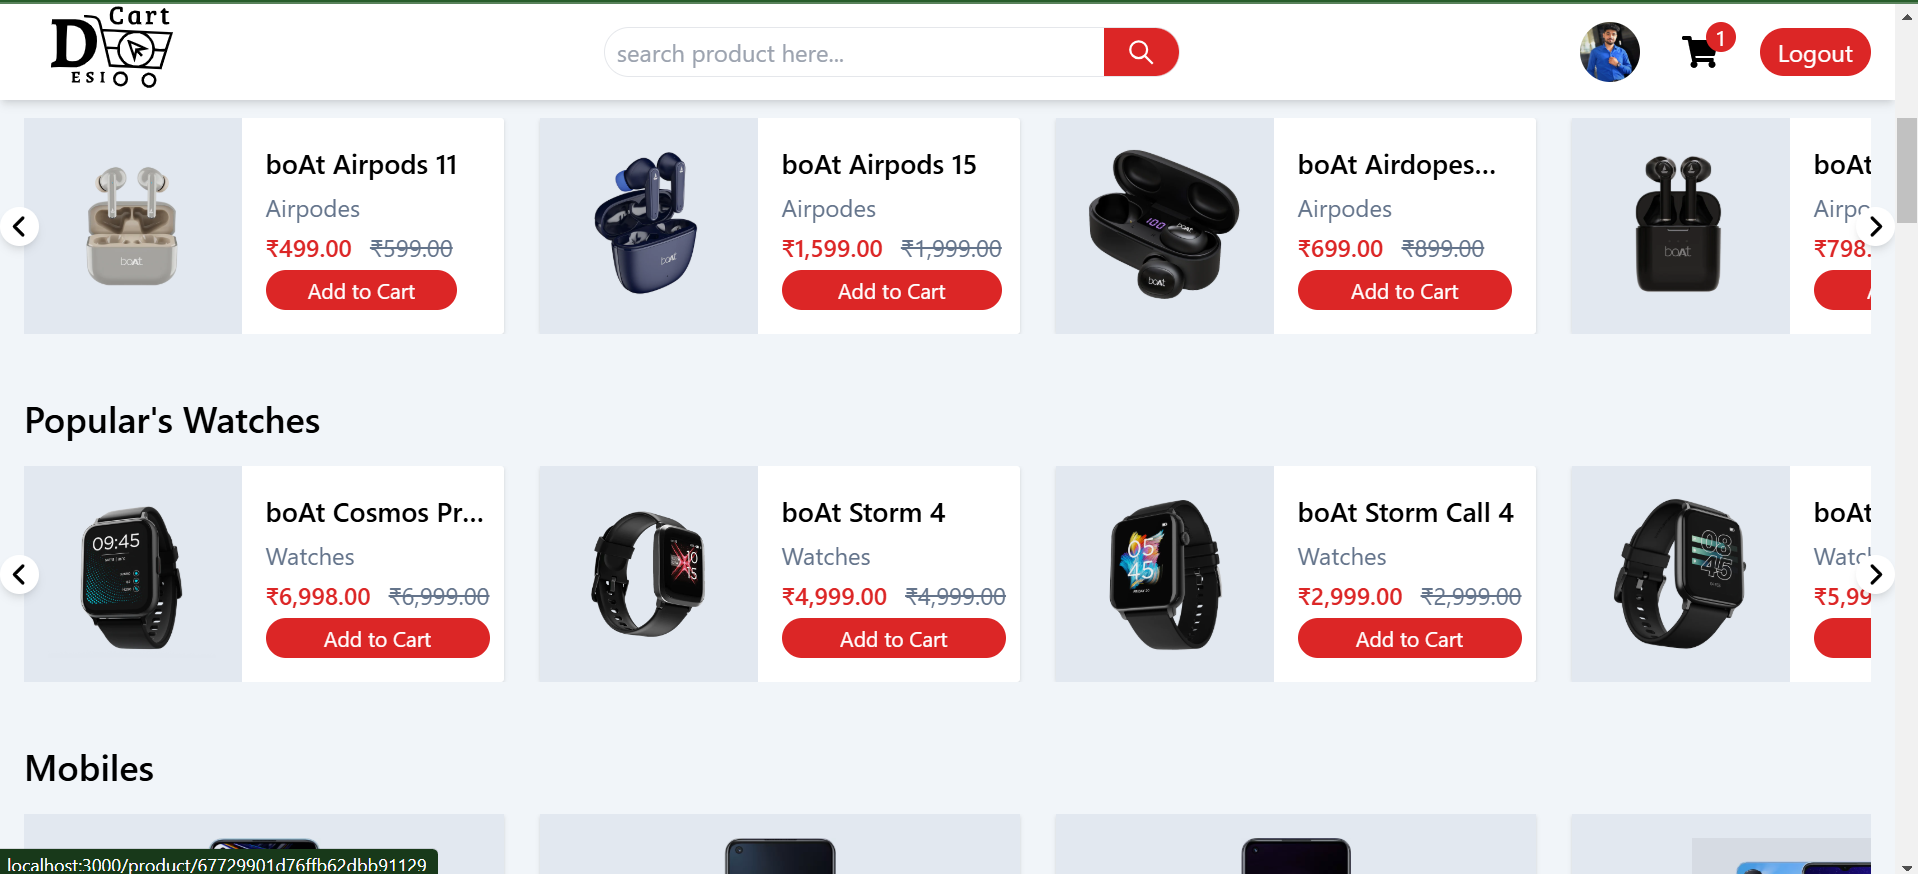 Cart
D
ESI
search product here...
1
Logout
boAt Airpods 11
Airpodes
₹499.00 ₹599.00
Add to Cart
boAt Airpods 15
Airpodes
₹1,599.00 ₹1,999.00
Add to Cart
boAt Airdopes...
Airpodes
₹699.00 ₹899.00
Add to Cart
boAt
Airpo
₹798.
Popular's Watches
boAt Cosmos Pr...
Watches
₹6,998.00 ₹6,999.00
Add to Cart
09:45
boAt Storm 4
Watches
₹4,999.00 ₹4,999.00
Add to Cart
10
15
boAt Storm Call 4
Watches
₹2,999.00 ₹2,999.00
Add to Cart
05
45
boAt
Watch
₹5,99
08
45
Mobiles
localhost:3000/product/67729901d76ffb62dbb91129